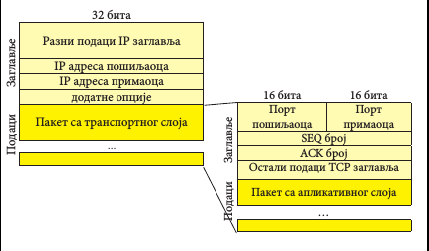 32 бита
Заглавље
Разни подаци IP заглавља
IP адреса пошиљаоца
IP адреса примаоца
додатне опције
Подаци
Пакет са транспортног слоја
...
16 бита 16 бита
Заглавље
Порт пошиљаоца
Порт примаоца
SEQ број
ACK број
Остали подаци TCP заглавља
Подаци
Пакет са апликативног слоја
...